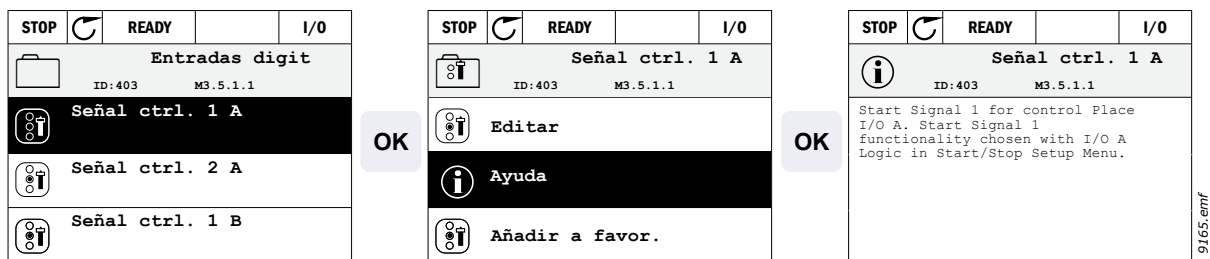 STOP READY I/O
Entradas digit
ID:403 M3.5.1.1
Señal ctrl. 1 A
Señal ctrl. 2 A
Señal ctrl. 1 B
OK
STOP READY I/O
Señal ctrl. 1 A
ID:403 M3.5.1.1
Editar
Ayuda
Añadir a favor.
OK
STOP READY I/O
Señal ctrl. 1 A
ID:403 M3.5.1.1
Start Signal 1 for control Place
I/O A. Start Signal 1
functionality chosen with I/O A
Logic in Start/Stop Setup Menu.
9165.emf